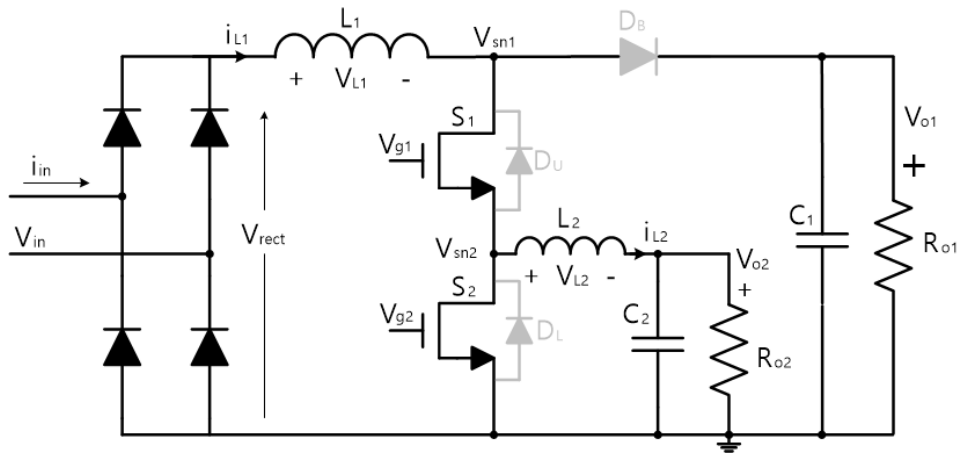 L1
iL1
Vsn1
DB
+ VL1 -
Vo1
+
S1
Vg1
DU
iin
Vin
Vrect
L2
iL2
Vsn2
+ VL2 -
Vo2
+
C1
Ro1
S2
Vg2
DL
C2
Ro2